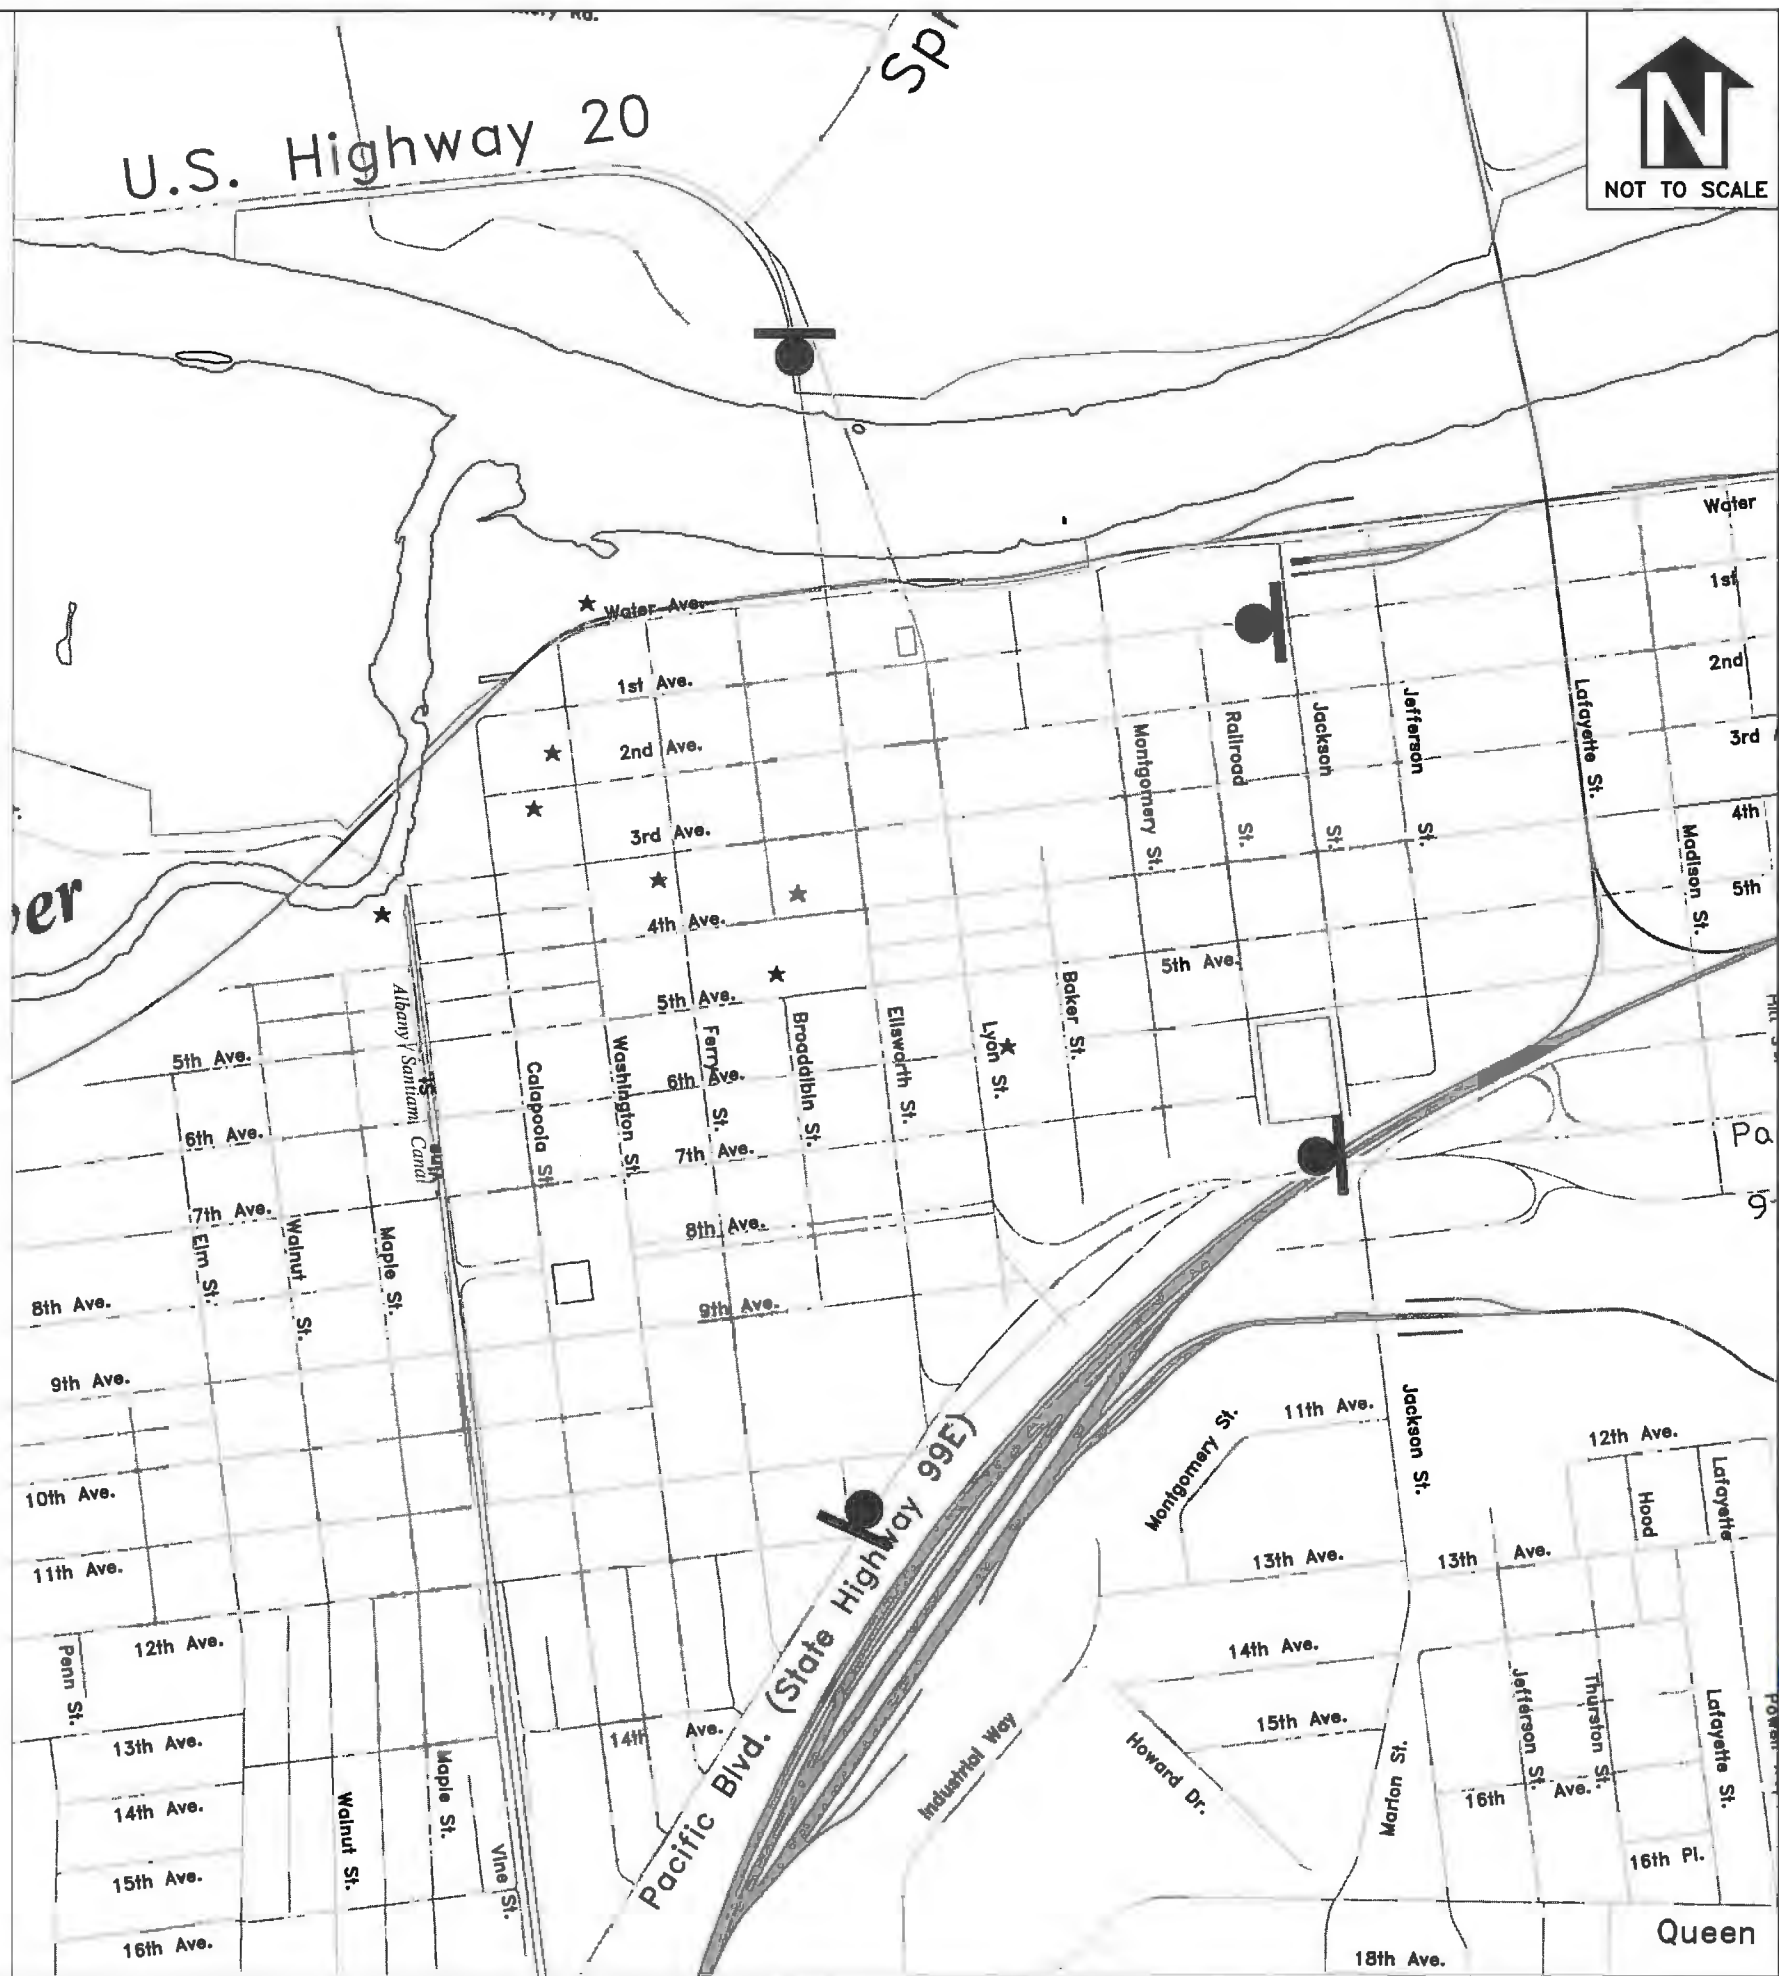 U.S. Highway 20
Spr
N
NOT TO SCALE
Water
1st
2nd
3rd
4th
5th
Water Ave.
1st Ave.
2nd Ave.
3rd Ave.
4th Ave.
5th Ave.
6th Ave.
7th Ave.
8th Ave.
9th Ave.
Montgomery St.
Railroad St.
Jackson St.
Jefferson St.
Lafayette St.
Madison St.
5th Ave.
Albany Santiam Canal
Calapooia St.
Washington St.
Ferry St.
Broadalbin St.
Ellsworth St.
Lyon St.
Baker St.
5th Ave.
6th Ave.
7th Ave.
Elm St.
Walnut St.
Maple St.
Vine St.
8th Ave.
9th Ave.
10th Ave.
11th Ave.
12th Ave.
Penn St.
13th Ave.
14th Ave.
15th Ave.
16th Ave.
Walnut St.
Maple St.
Vine St.
14th Ave.
Pacific Blvd. (State Highway 99E)
Industrial Way
Howard Dr.
Montgomery St.
11th Ave.
Jackson St.
12th Ave.
Hood
Lafayette
13th Ave.
13th Ave.
14th Ave.
15th Ave.
Marion St.
Jefferson St.
Thurston St.
Lafayette St.
16th Ave.
16th Pl.
Queen
18th Ave.
Pa
9